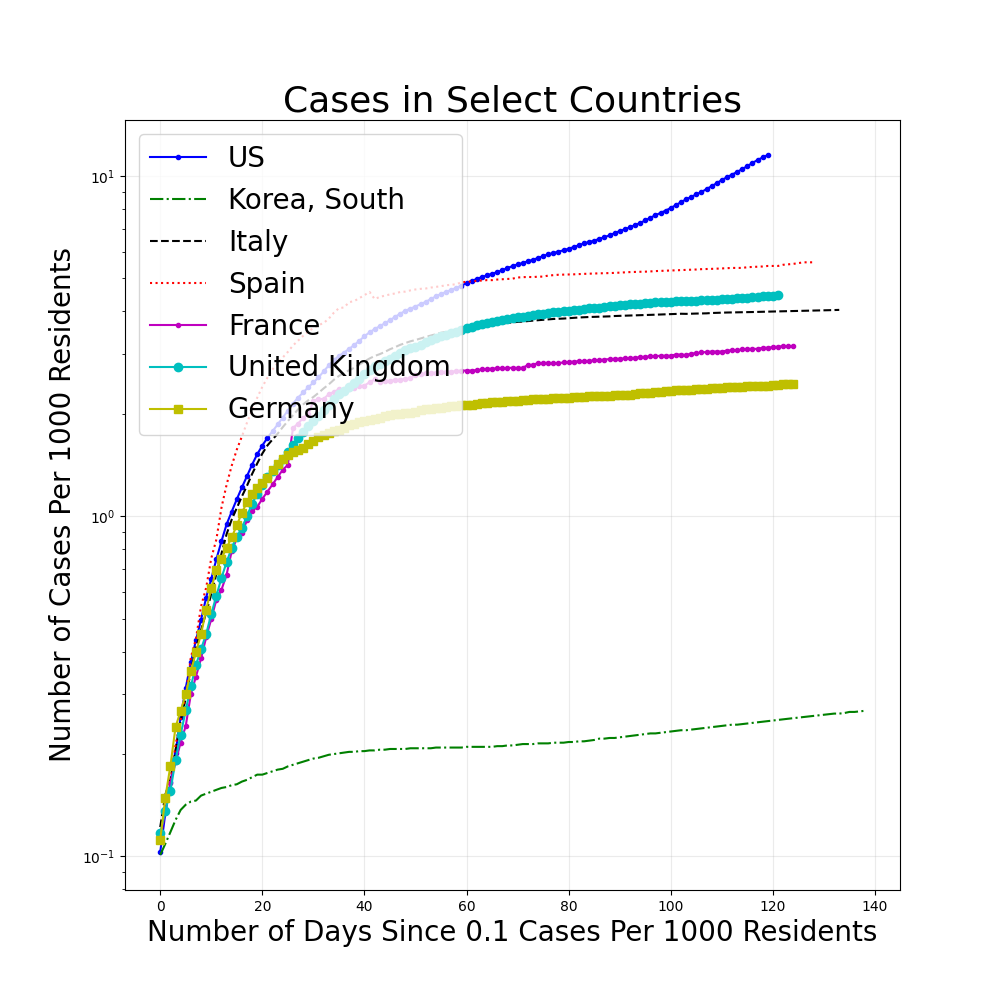 Cases in Select Countries
US
Korea, South
Italy
Spain
France
United Kingdom
Germany
Number of Cases Per 1000 Residents
10¹
10⁰
10⁻¹
0 20 40 60 80 100 120 140
Number of Days Since 0.1 Cases Per 1000 Residents